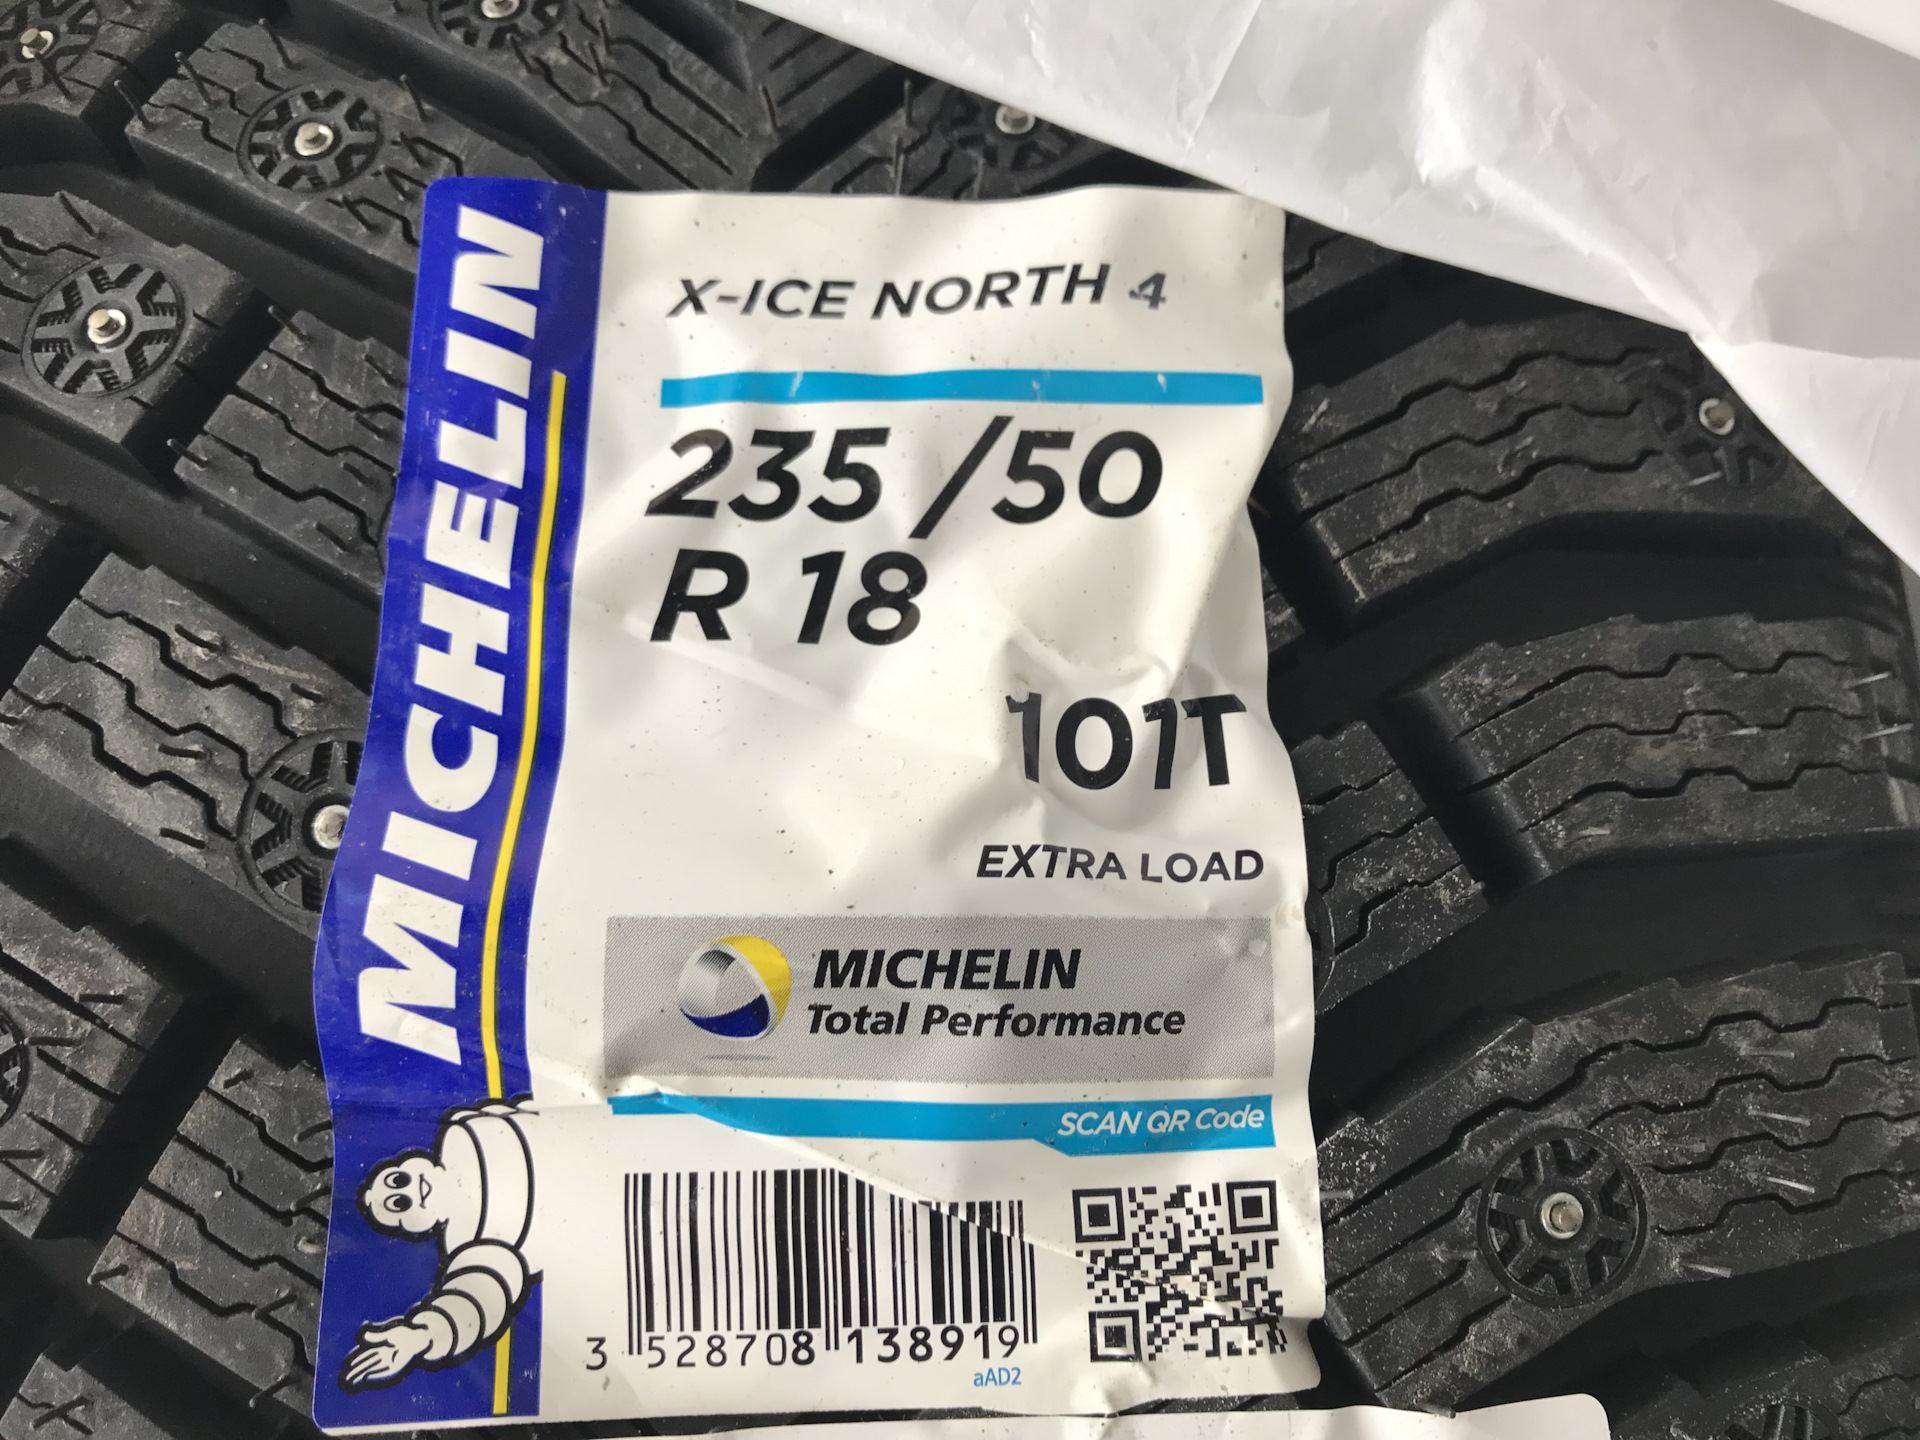 MICHELIN
X-ICE NORTH 4
235/50
R 18
101T
EXTRA LOAD
MICHELIN
Total Performance
SCAN QR Code
3 528708 138919
aAD2